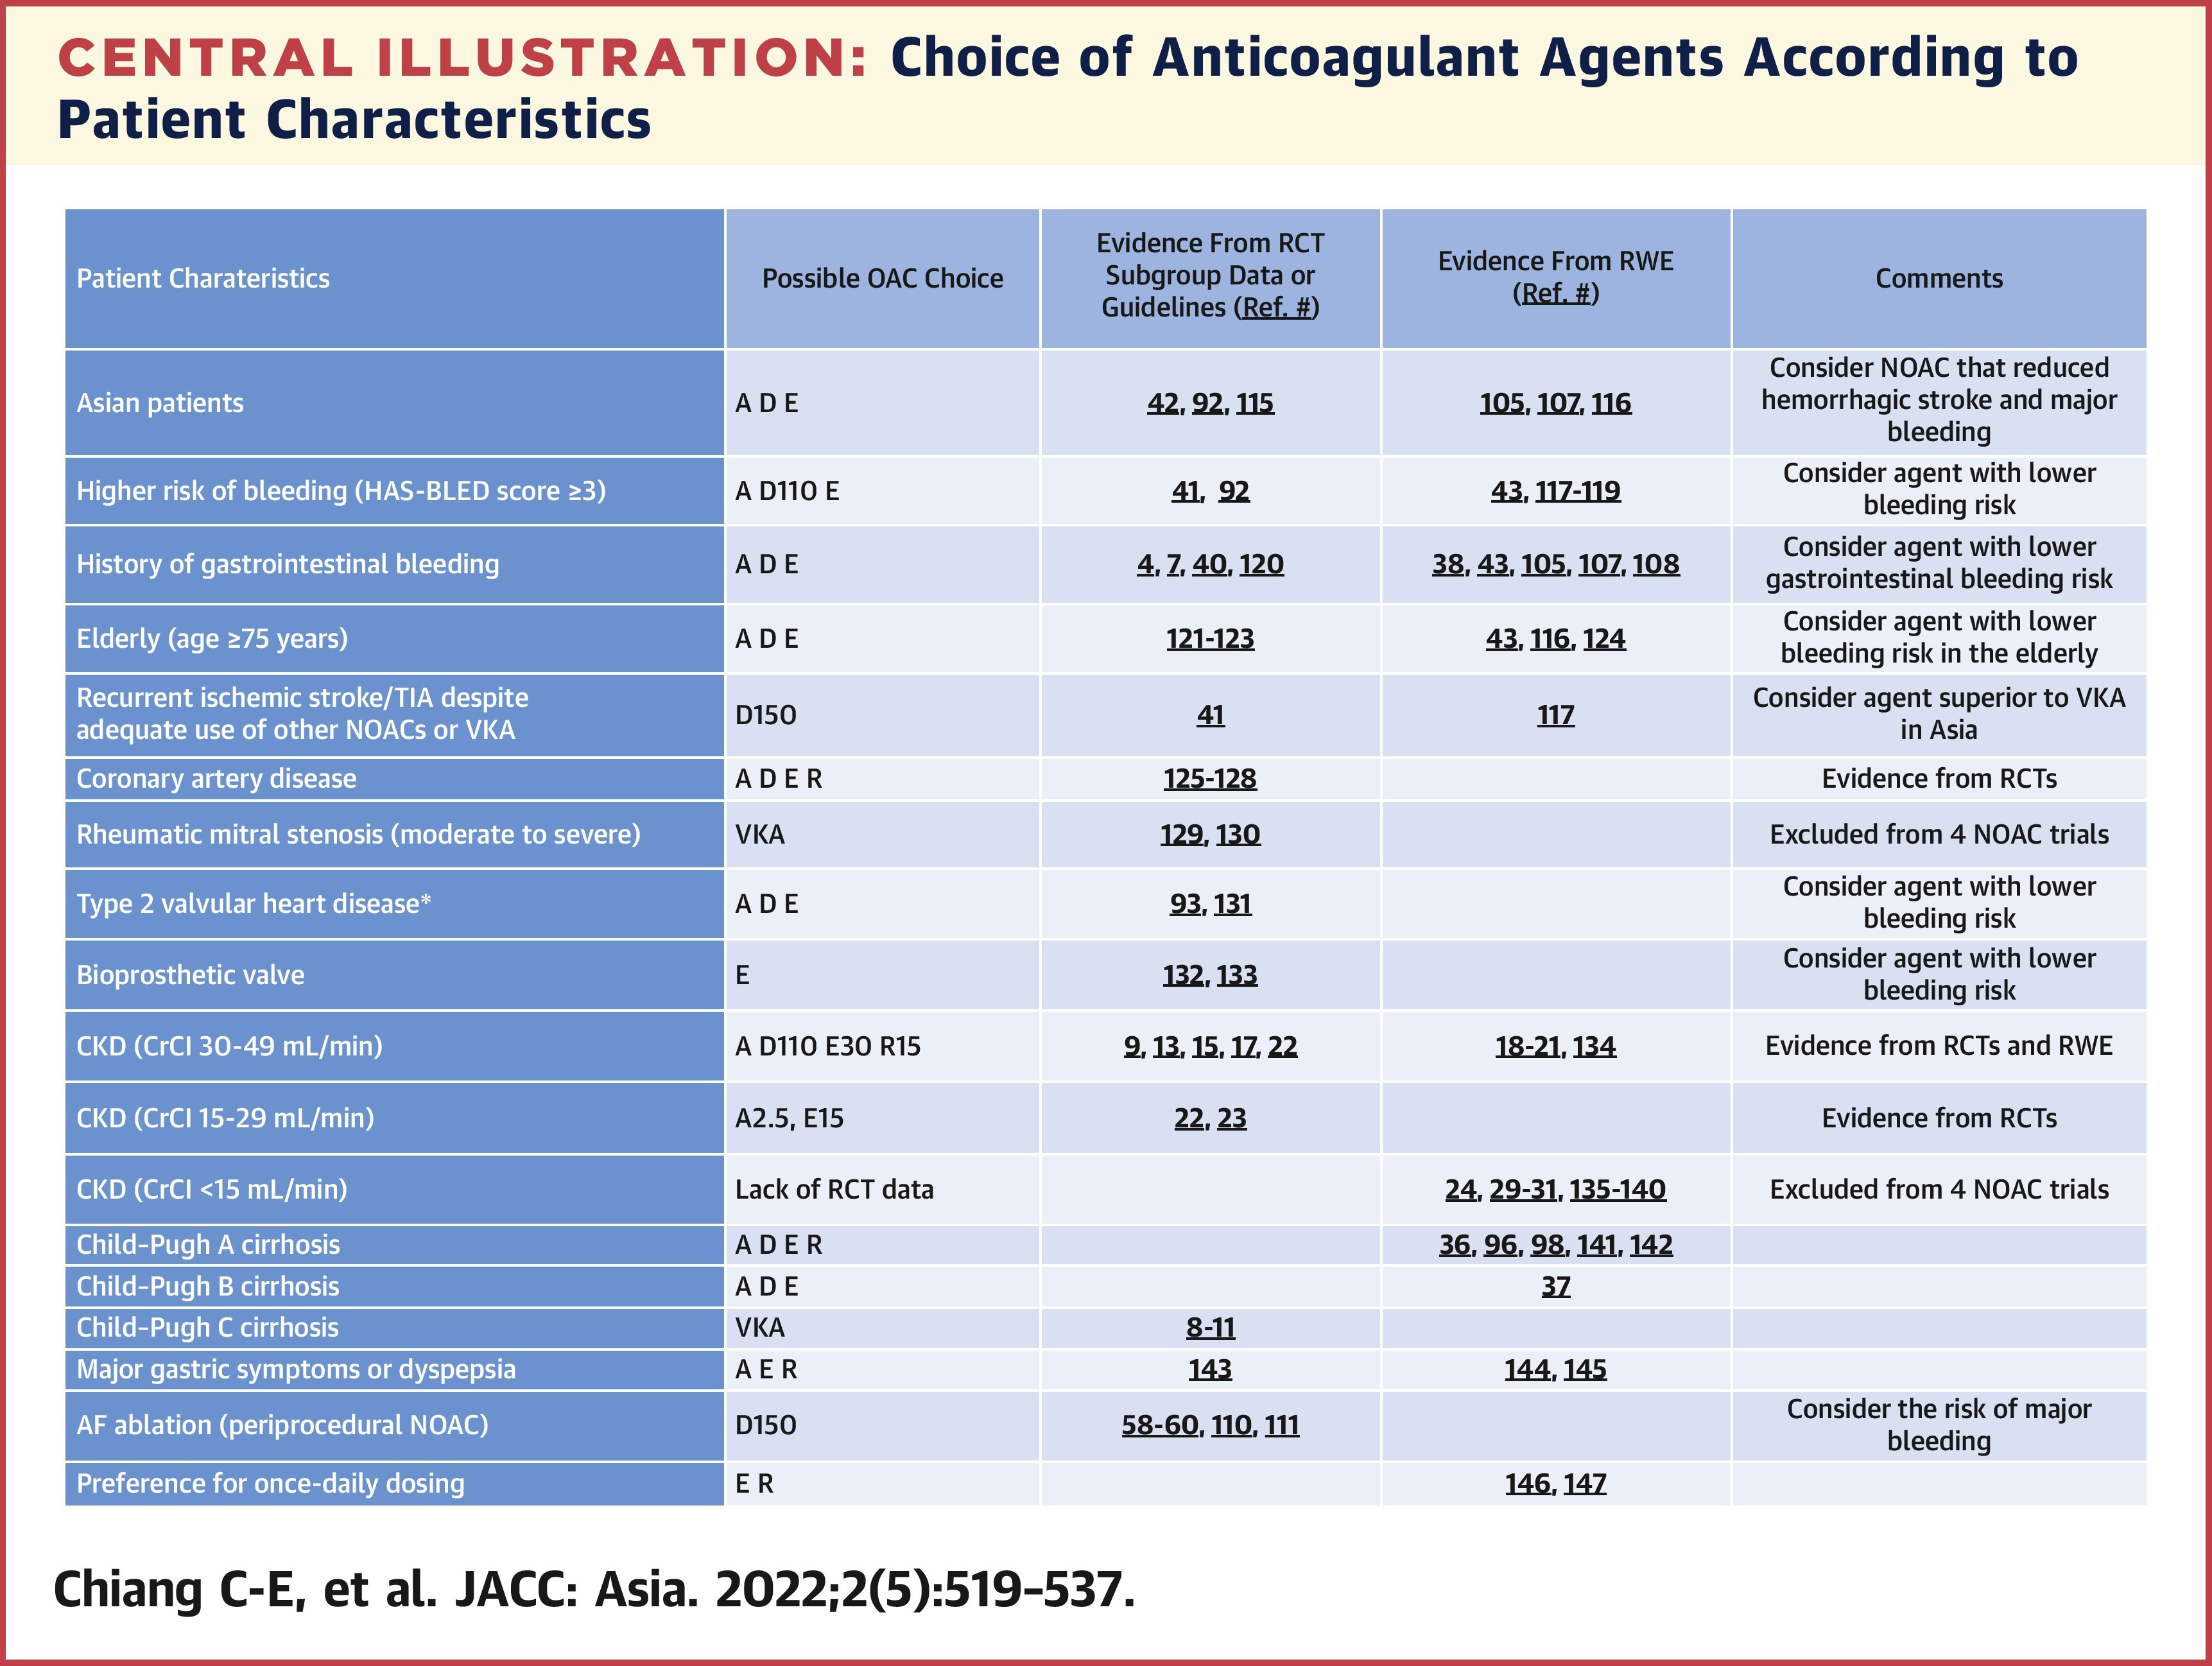 CENTRAL ILLUSTRATION: Choice of Anticoagulant Agents According to
Patient Characteristics
Patient Charateristics
Possible OAC Choice
Evidence From RCT
Subgroup Data or
Guidelines (Ref. #)
Evidence From RWE
(Ref. #)
Comments
Asian patients
A D E
42, 92, 115
105, 107, 116
Consider NOAC that reduced
hemorrhagic stroke and major
bleeding
Higher risk of bleeding (HAS-BLED score ≥3)
A D110 E
41, 92
43, 117-119
Consider agent with lower
bleeding risk
History of gastrointestinal bleeding
A D E
4, 7, 40, 120
38, 43, 105, 107, 108
Consider agent with lower
gastrointestinal bleeding risk
Elderly (age ≥75 years)
A D E
121-123
43, 116, 124
Consider agent with lower
bleeding risk in the elderly
Recurrent ischemic stroke/TIA despite
adequate use of other NOACs or VKA
D150
41
117
Consider agent superior to VKA
in Asia
Coronary artery disease
A D E R
125-128
Evidence from RCTs
Rheumatic mitral stenosis (moderate to severe)
VKA
129, 130
Excluded from 4 NOAC trials
Type 2 valvular heart disease*
A D E
93, 131
Consider agent with lower
bleeding risk
Bioprosthetic valve
E
132, 133
Consider agent with lower
bleeding risk
CKD (CrCl 30-49 mL/min)
A D110 E30 R15
9, 13, 15, 17, 22
18-21, 134
Evidence from RCTs and RWE
CKD (CrCl 15-29 mL/min)
A2.5, E15
22, 23
Evidence from RCTs
CKD (CrCl <15 mL/min)
Lack of RCT data
24, 29-31, 135-140
Excluded from 4 NOAC trials
Child–Pugh A cirrhosis
A D E R
36, 96, 98, 141, 142
Child–Pugh B cirrhosis
A D E
37
Child–Pugh C cirrhosis
VKA
8-11
Major gastric symptoms or dyspepsia
A E R
143
144, 145
AF ablation (periprocedural NOAC)
D150
58-60, 110, 111
Consider the risk of major
bleeding
Preference for once-daily dosing
E R
146, 147
Chiang C-E, et al. JACC: Asia. 2022;2(5):519–537.